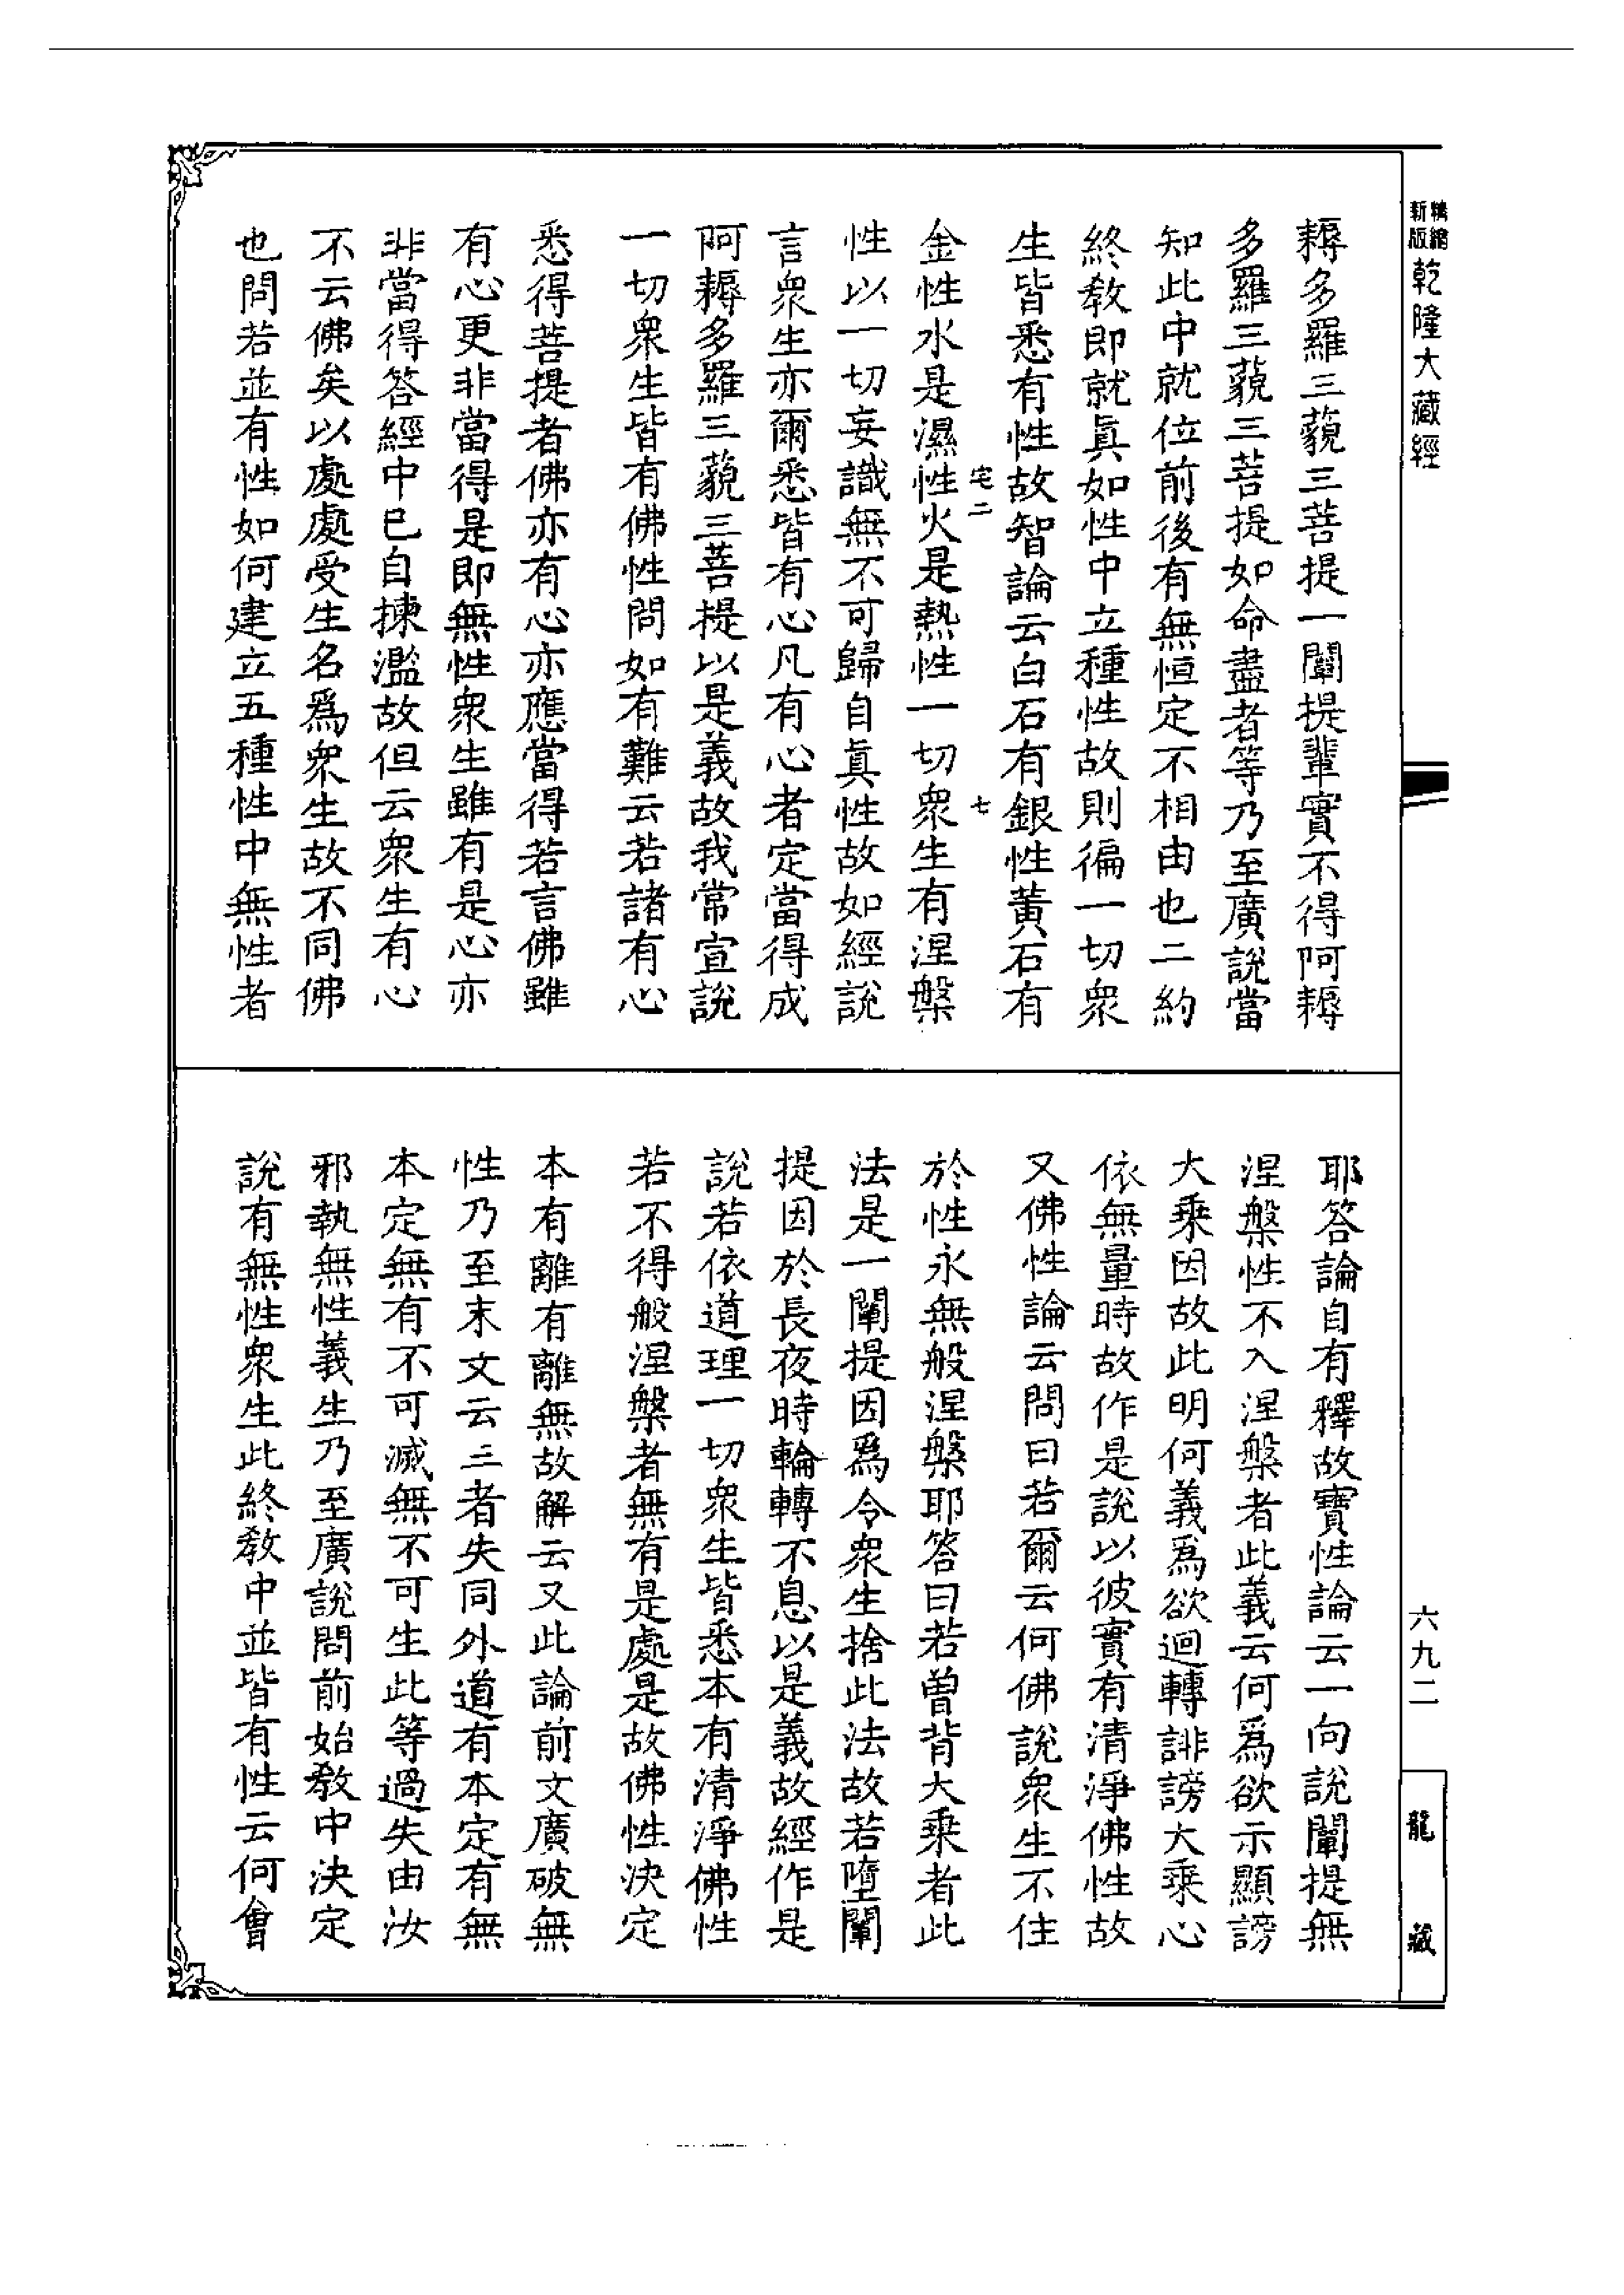 精縮
新版
乾隆大藏經
耨多羅三藐三菩提一闡提輩實不得阿耨
多羅三藐三菩提如命盡者等乃至廣說當
知此中就位前後有無恒定不相由也二約
終教即就眞如性中立種性故則徧一切衆
生皆悉有性故智論云白石有銀性黃石有
宅二
七
金性水是濕性火是熱性一切衆生有涅槃
性以一切妄識無不可歸自眞性故如經說
言衆生亦爾悉皆有心凡有心者定當得成
阿耨多羅三藐三菩提以是義故我常宣說
一切衆生皆有佛性問如有難云若諸有心
悉得菩提者佛亦有心亦應當得若言佛雖
有心更非當得是即無性衆生雖有是心亦
非當得答經中已自揀濫故但云衆生有心
不云佛矣以處處受生名爲衆生故不同佛
也問若並有性如何建立五種性中無性者
耶答論自有釋故寶性論云一向說闡提無
涅槃性不入涅槃者此義云何爲欲示顯謗
大乘因故此明何義爲欲迴轉誹謗大乘心
依無量時故作是說以彼實有清淨佛性故
又佛性論云問曰若爾云何佛說衆生不住
於性永無般涅槃耶答曰若曾背大乘者此
法是一闡提因爲令衆生捨此法故若墮闡
提因於長夜時輪轉不息以是義故經作是
說若依道理一切衆生皆悉本有清淨佛性
若不得般涅槃者無有是處是故佛性決定
本有離有離無故解云又此論前文廣破無
性乃至末文云三者失同外道有本定有無
本定無有不可滅無不可生此等過失由汝
邪執無性義生乃至廣說問前始教中決定
說有無性衆生此終教中並皆有性云何會
六九二
龍藏